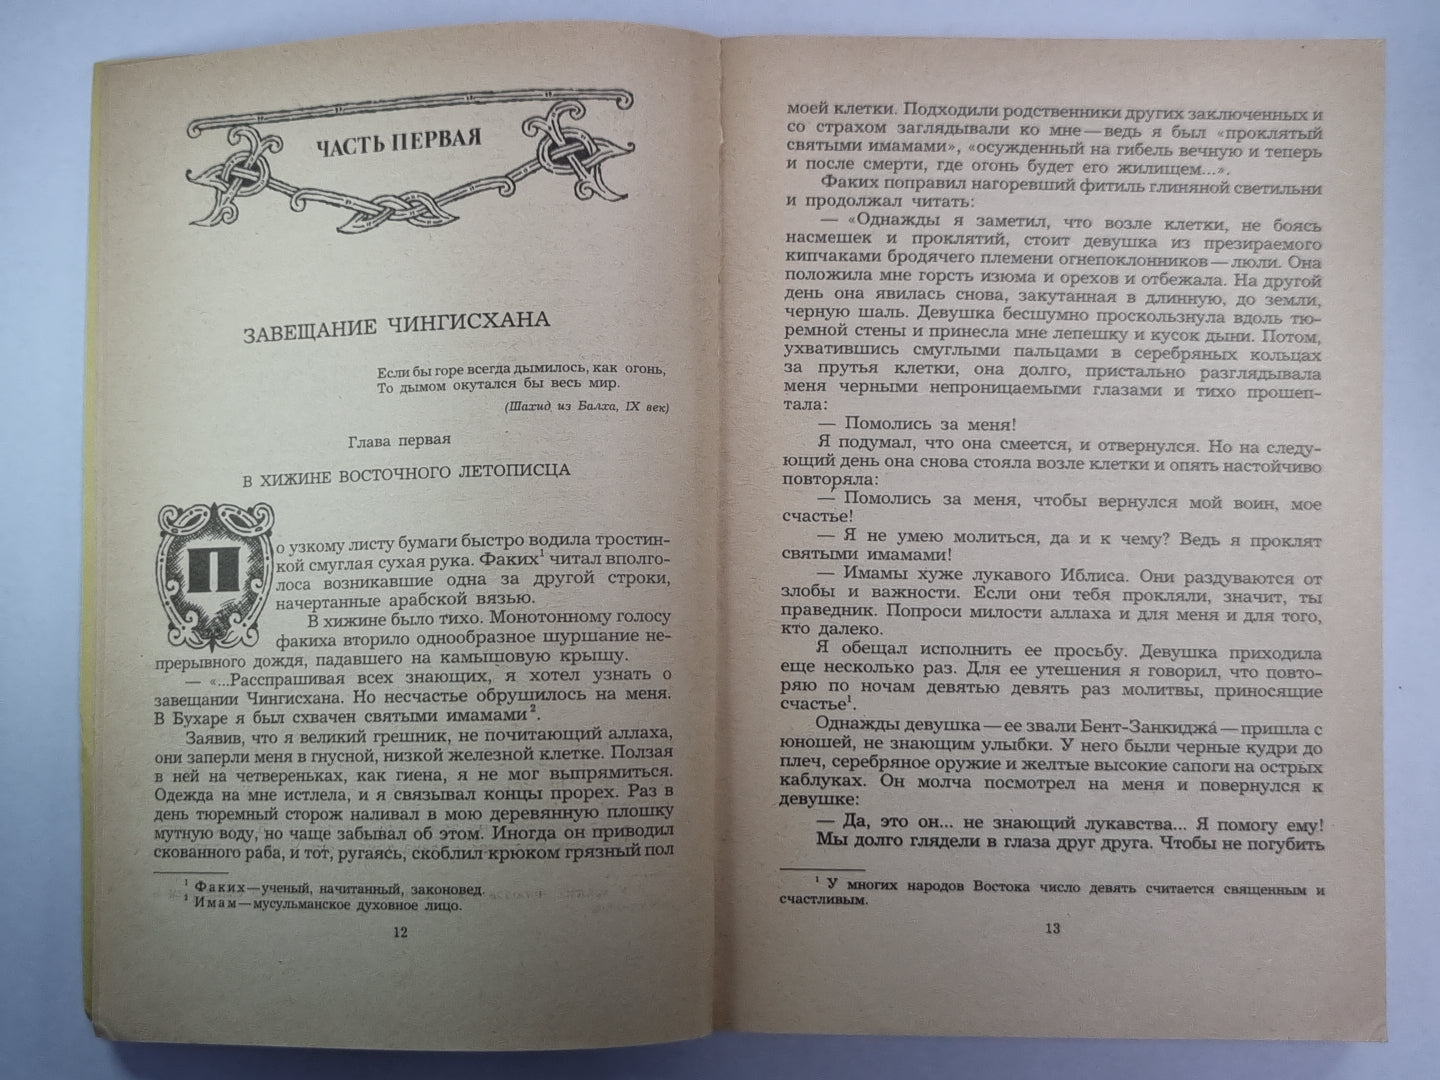 ЧАСТЬ ПЕРВАЯ
ЗАВЕЩАНИЕ ЧИНГИСХАНА
Если бы горе всегда дымилось, как огонь,
То дымом окутался бы весь мир.
(Шахид из Балха, IX век)
Глава первая
В ХИЖИНЕ ВОСТОЧНОГО ЛЕТОПИСЦА
По узкому листу бумаги быстро водила тростин-
кой смуглая сухая рука. Факих¹ читал вполго-
лоса возникавшие одна за другой строки,
начертанные арабской вязью.
В хижине было тихо. Монотонному голосу
факиха вторило однообразное шуршание не-
прерывного дождя, падавшего на камышовую крышу.
— «...Расспрашивая всех знающих, я хотел узнать о
завещании Чингисхана. Но несчастье обрушилось на меня.
В Бухаре я был схвачен святыми имамами².
Заявив, что я великий грешник, не почитающий аллаха,
они заперли меня в гнусной, низкой железной клетке. Ползая
в ней на четвереньках, как гиена, я не мог выпрямиться.
Одежда на мне истлела, и я связывал концы прорех. Раз в
день тюремный сторож наливал в мою деревянную плошку
мутную воду, но чаще забывал об этом. Иногда он приводил
скованного раба, и тот, ругаясь, скоблил крюком грязный пол
¹ Факих—ученый, начитанный, законовед.
² Имам—мусульманское духовное лицо.
12
моей клетки. Подходили родственники других заключенных и
со страхом заглядывали ко мне—ведь я был «проклятый
святыми имамами», «осужденный на гибель вечную и теперь
и после смерти, где огонь будет его жилищем...».
Факих поправил нагоревший фитиль глиняной светильни
и продолжал читать:
— «Однажды я заметил, что возле клетки, не боясь
насмешек и проклятий, стоит девушка из презираемого
кипчаками бродячего племени огнепоклонников—люли. Она
положила мне горсть изюма и орехов и отбежала. На другой
день она явилась снова, закутанная в длинную, до земли,
черную шаль. Девушка бесшумно проскользнула вдоль тю-
ремной стены и принесла мне лепешку и кусок дыни. Потом,
ухватившись смуглыми пальцами в серебряных кольцах
за прутья клетки, она долго, пристально разглядывала
меня черными непроницаемыми глазами и тихо прошеп-
тала:
— Помолись за меня!
Я подумал, что она смеется, и отвернулся. Но на следу-
ющий день она снова стояла возле клетки и опять настойчиво
повторяла:
— Помолись за меня, чтобы вернулся мой воин, мое
счастье!
— Я не умею молиться, да и к чему? Ведь я проклят
святыми имамами!
— Имамы хуже лукавого Иблиса. Они раздуваются от
злобы и важности. Если они тебя прокляли, значит, ты
праведник. Попроси милости аллаха и для меня и для того,
кто далеко.
Я обещал исполнить ее просьбу. Девушка приходила
еще несколько раз. Для ее утешения я говорил, что повто-
ряю по ночам девятью девять раз молитвы, приносящие
счастье¹.
Однажды девушка—ее звали Бент-Занкиджа́—пришла с
юношей, не знающим улыбки. У него были черные кудри до
плеч, серебряное оружие и желтые высокие сапоги на острых
каблуках. Он молча посмотрел на меня и повернулся к
девушке:
— Да, это он... не знающий лукавства... Я помогу ему!
Мы долго глядели в глаза друг друга. Чтобы не погубить
¹ У многих народов Востока число девять считается священным и
счастливым.
13